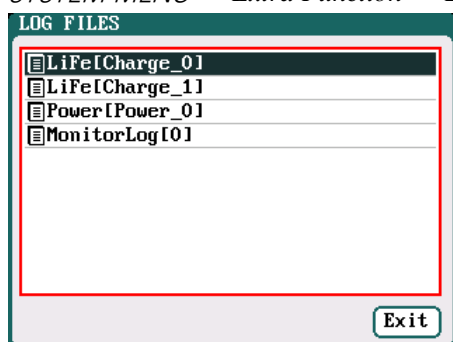 LOG FILES
LiFe[Charge_0]
LiFe[Charge_1]
Power[Power_0]
MonitorLog[0]
Exit